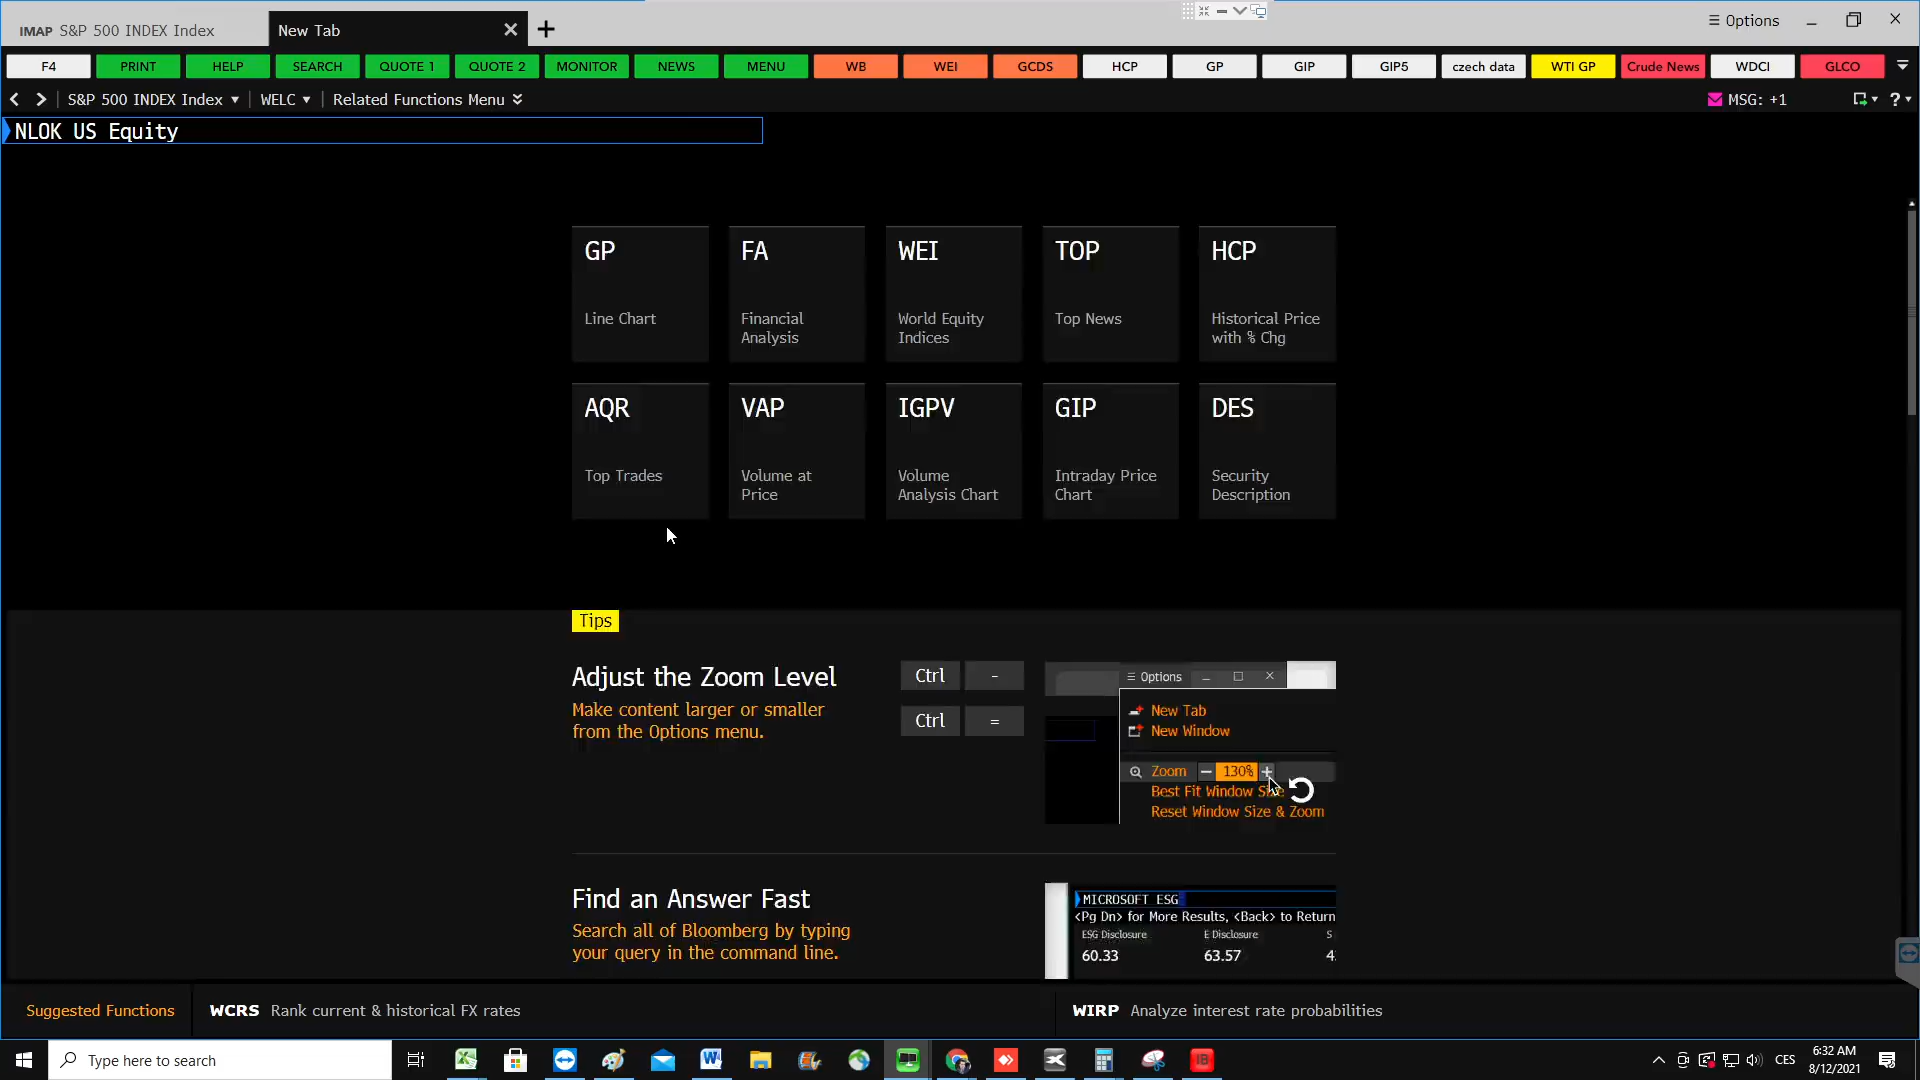 IMAP S&P 500 INDEX Index
New Tab
Options
F4 PRINT HELP SEARCH QUOTE 1 QUOTE 2 MONITOR NEWS MENU WB WEI GCDS HCP GP GIP GIP5 czech data WTI GP Crude News WDCI GLCO
S&P 500 INDEX Index WELC Related Functions Menu MSG: +1 ?
NLOK US Equity
GP FA WEI TOP HCP
Line Chart
Financial Analysis
World Equity Indices
Top News
Historical Price with % Chg
AQR VAP IGPV GIP DES
Top Trades
Volume at Price
Volume Analysis Chart
Intraday Price Chart
Security Description
Tips
Adjust the Zoom Level
Make content larger or smaller
from the Options menu.
Ctrl -
Ctrl =
Options
New Tab
New Window
Zoom 130%
Best Fit Window Size
Reset Window Size & Zoom
Find an Answer Fast
Search all of Bloomberg by typing
your query in the command line.
MICROSOFT ESG
<Pg Dn> for More Results, <Back> to Return
ESG Disclosure E Disclosure S
60.33 63.57 4
Suggested Functions WCRS Rank current & historical FX rates WIRP Analyze interest rate probabilities
Type here to search
CES
6:32 AM
8/12/2021